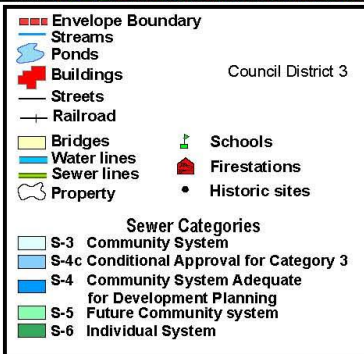 Envelope Boundary
Streams
Ponds
Buildings
Council District 3
Streets
Railroad
Bridges
Schools
Water lines
Firestations
Sewer lines
Property
Historic sites
Sewer Categories
S-3 Community System
S-4c Conditional Approval for Category 3
S-4 Community System Adequate
for Development Planning
S-5 Future Community system
S-6 Individual System